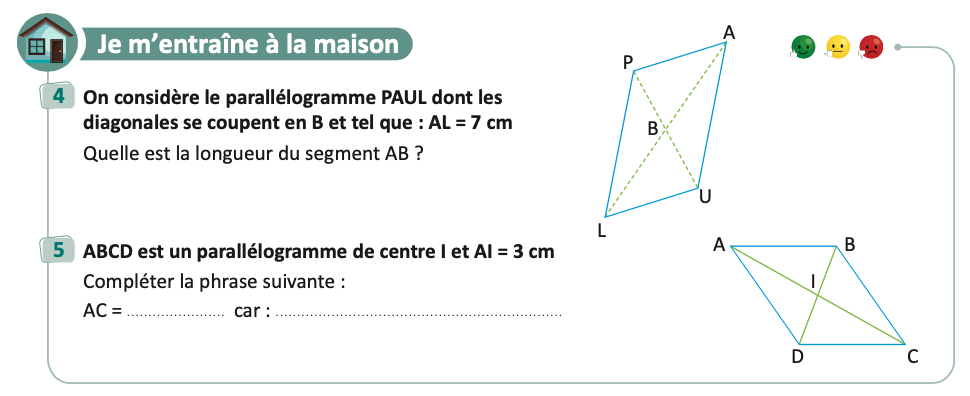 Je m'entraîne à la maison
4 On considère le parallélogramme PAUL dont les
diagonales se coupent en B et tel que : AL = 7 cm
Quelle est la longueur du segment AB ?
P
A
B
U
L
5 ABCD est un parallélogramme de centre I et AI = 3 cm
Compléter la phrase suivante :
AC = ...................... car : .................................................................
A
B
I
D
C